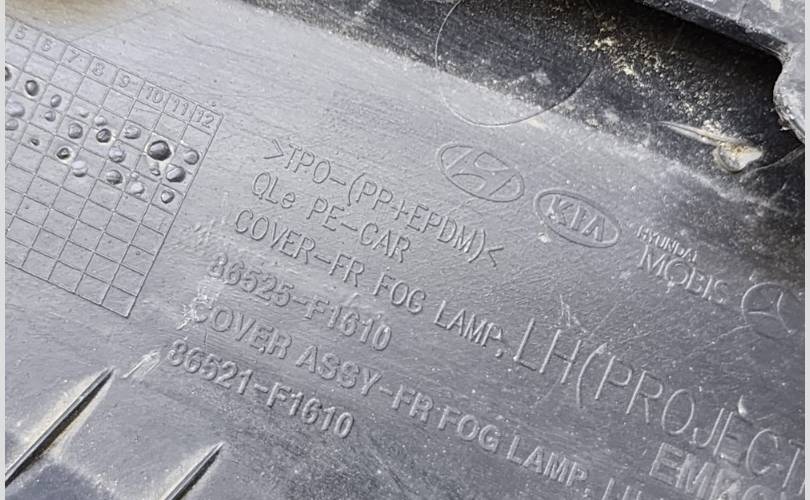 5 6 7 8 9 10 11 12
>TPO-(PP+EPDM)<
KIA
HYUNDAI
MOBIS
QLe PE-CAR
COVER-FR FOG LAMP, LH(PROJECT
86525-F1610
COVER ASSY-FR FOG LAMP,
86521-F1610